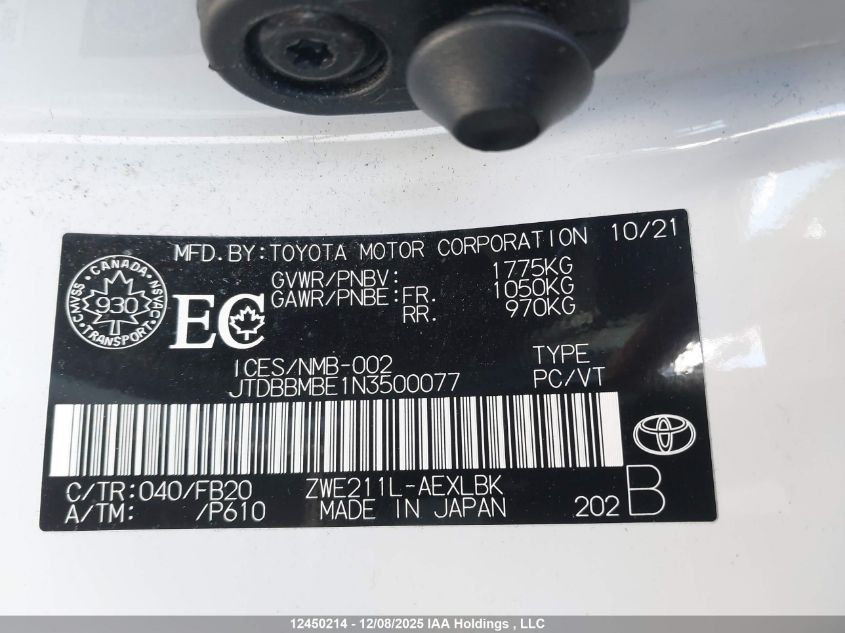 MFD.BY:TOYOTA MOTOR CORPORATION 10/21
CANADA
CMVSS 930 NSVAC
TRANSPORT
EC
GVWR/PNBV: 1775KG
GAWR/PNBE:FR. 1050KG
RR. 970KG
ICES/NMB-002 TYPE
JTDBBMBE1N3500077 PC/VT
C/TR:040/FB20 ZWE211L-AEXLBK
A/TM: /P610 MADE IN JAPAN 202 B
12450214 - 12/08/2025 IAA Holdings , LLC